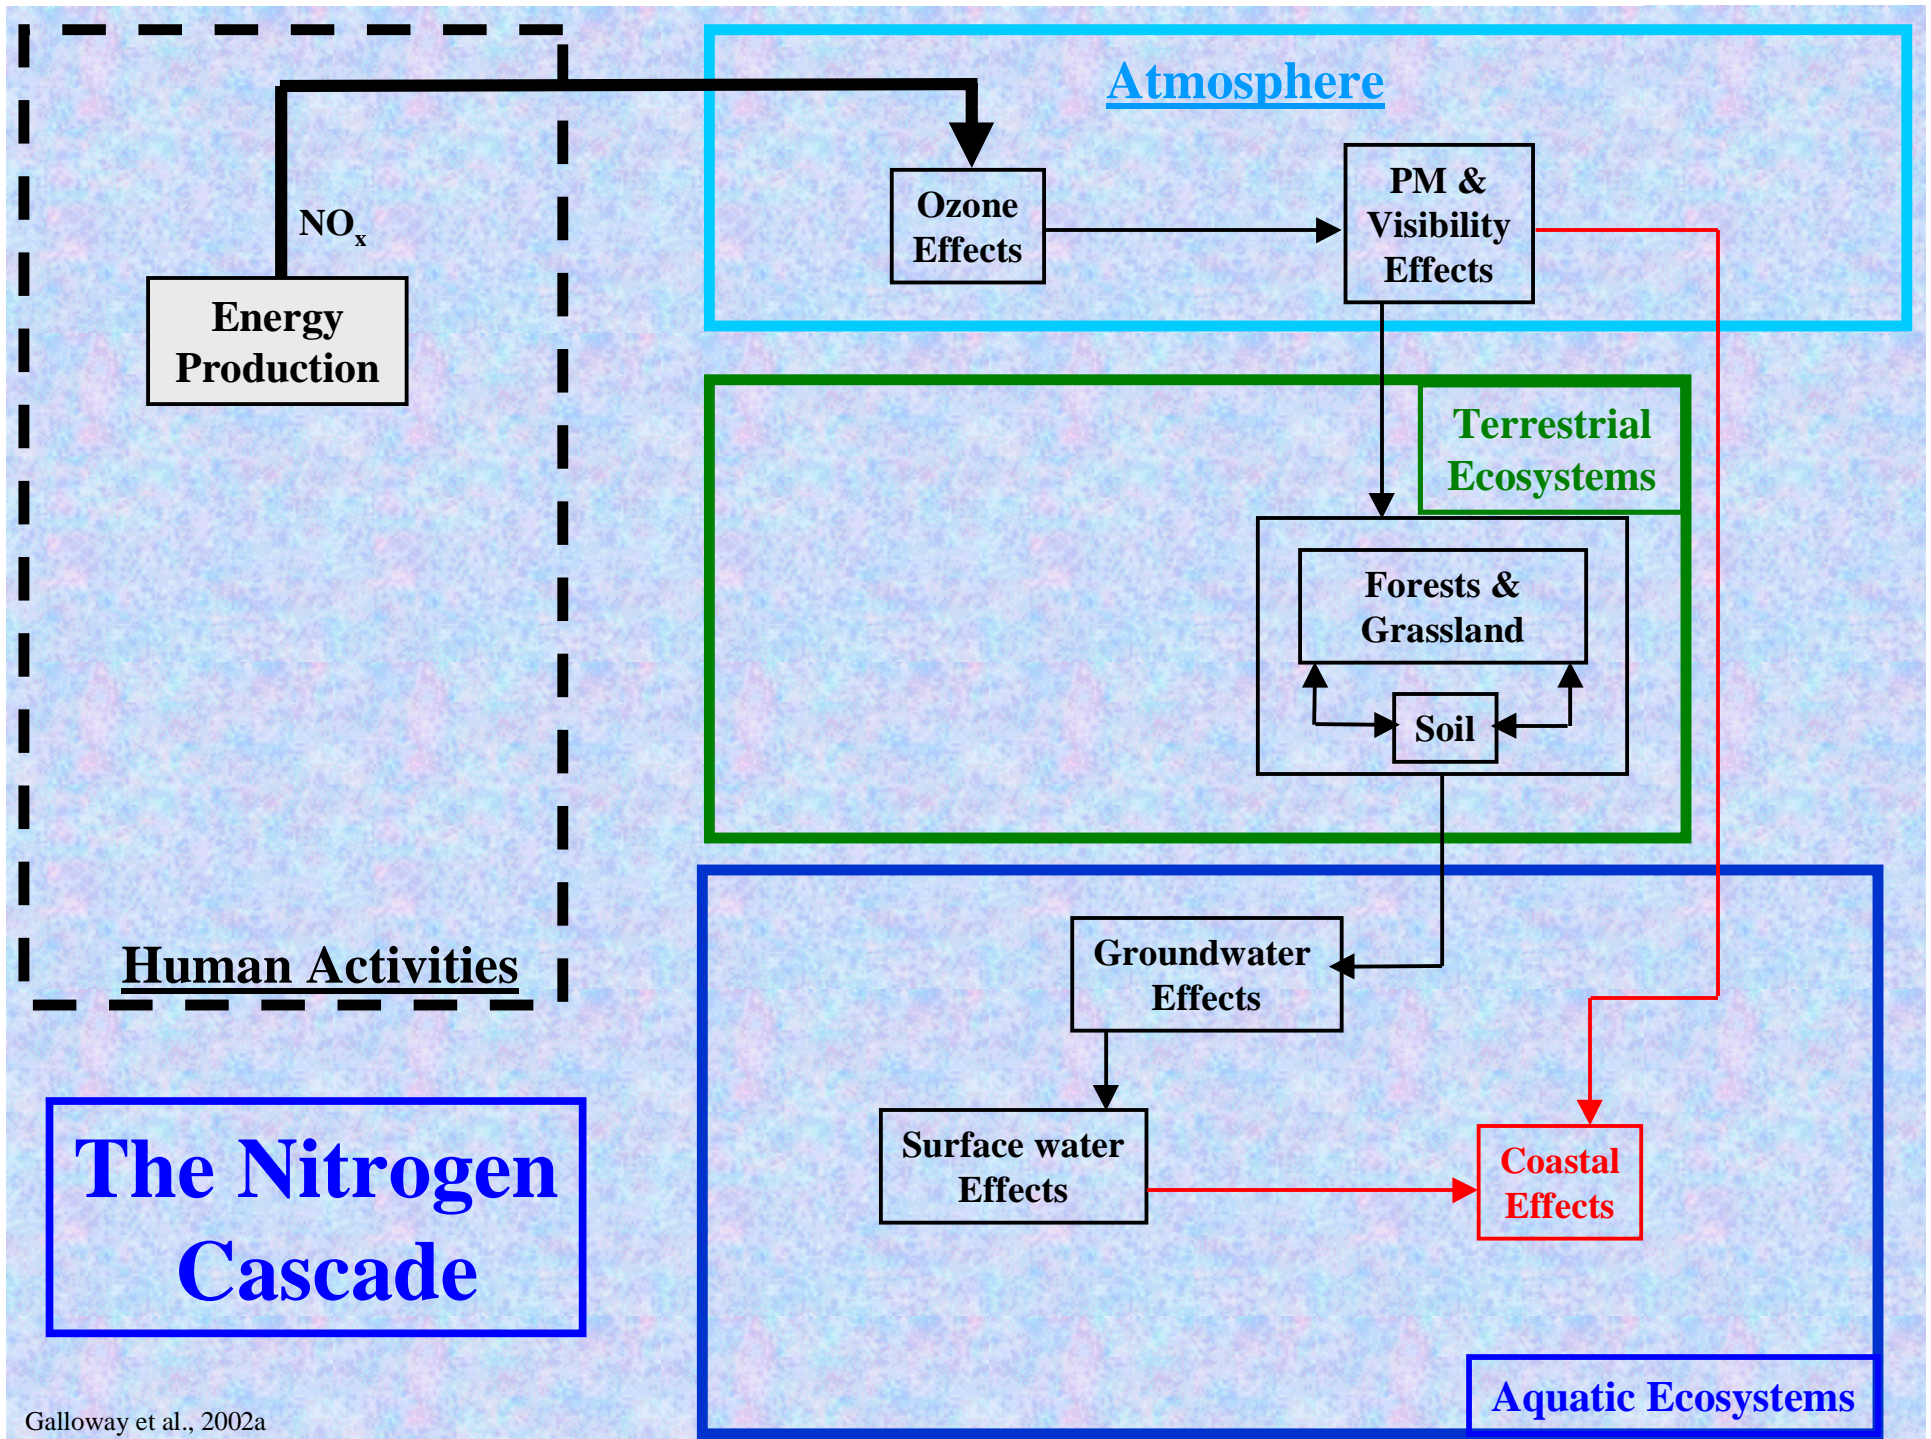 Atmosphere
Ozone
Effects
PM &
Visibility
Effects
NOx
Energy
Production
Terrestrial
Ecosystems
Forests &
Grassland
Soil
Human Activities
Groundwater
Effects
Surface water
Effects
Coastal
Effects
The Nitrogen
Cascade
Aquatic Ecosystems
Galloway et al., 2002a